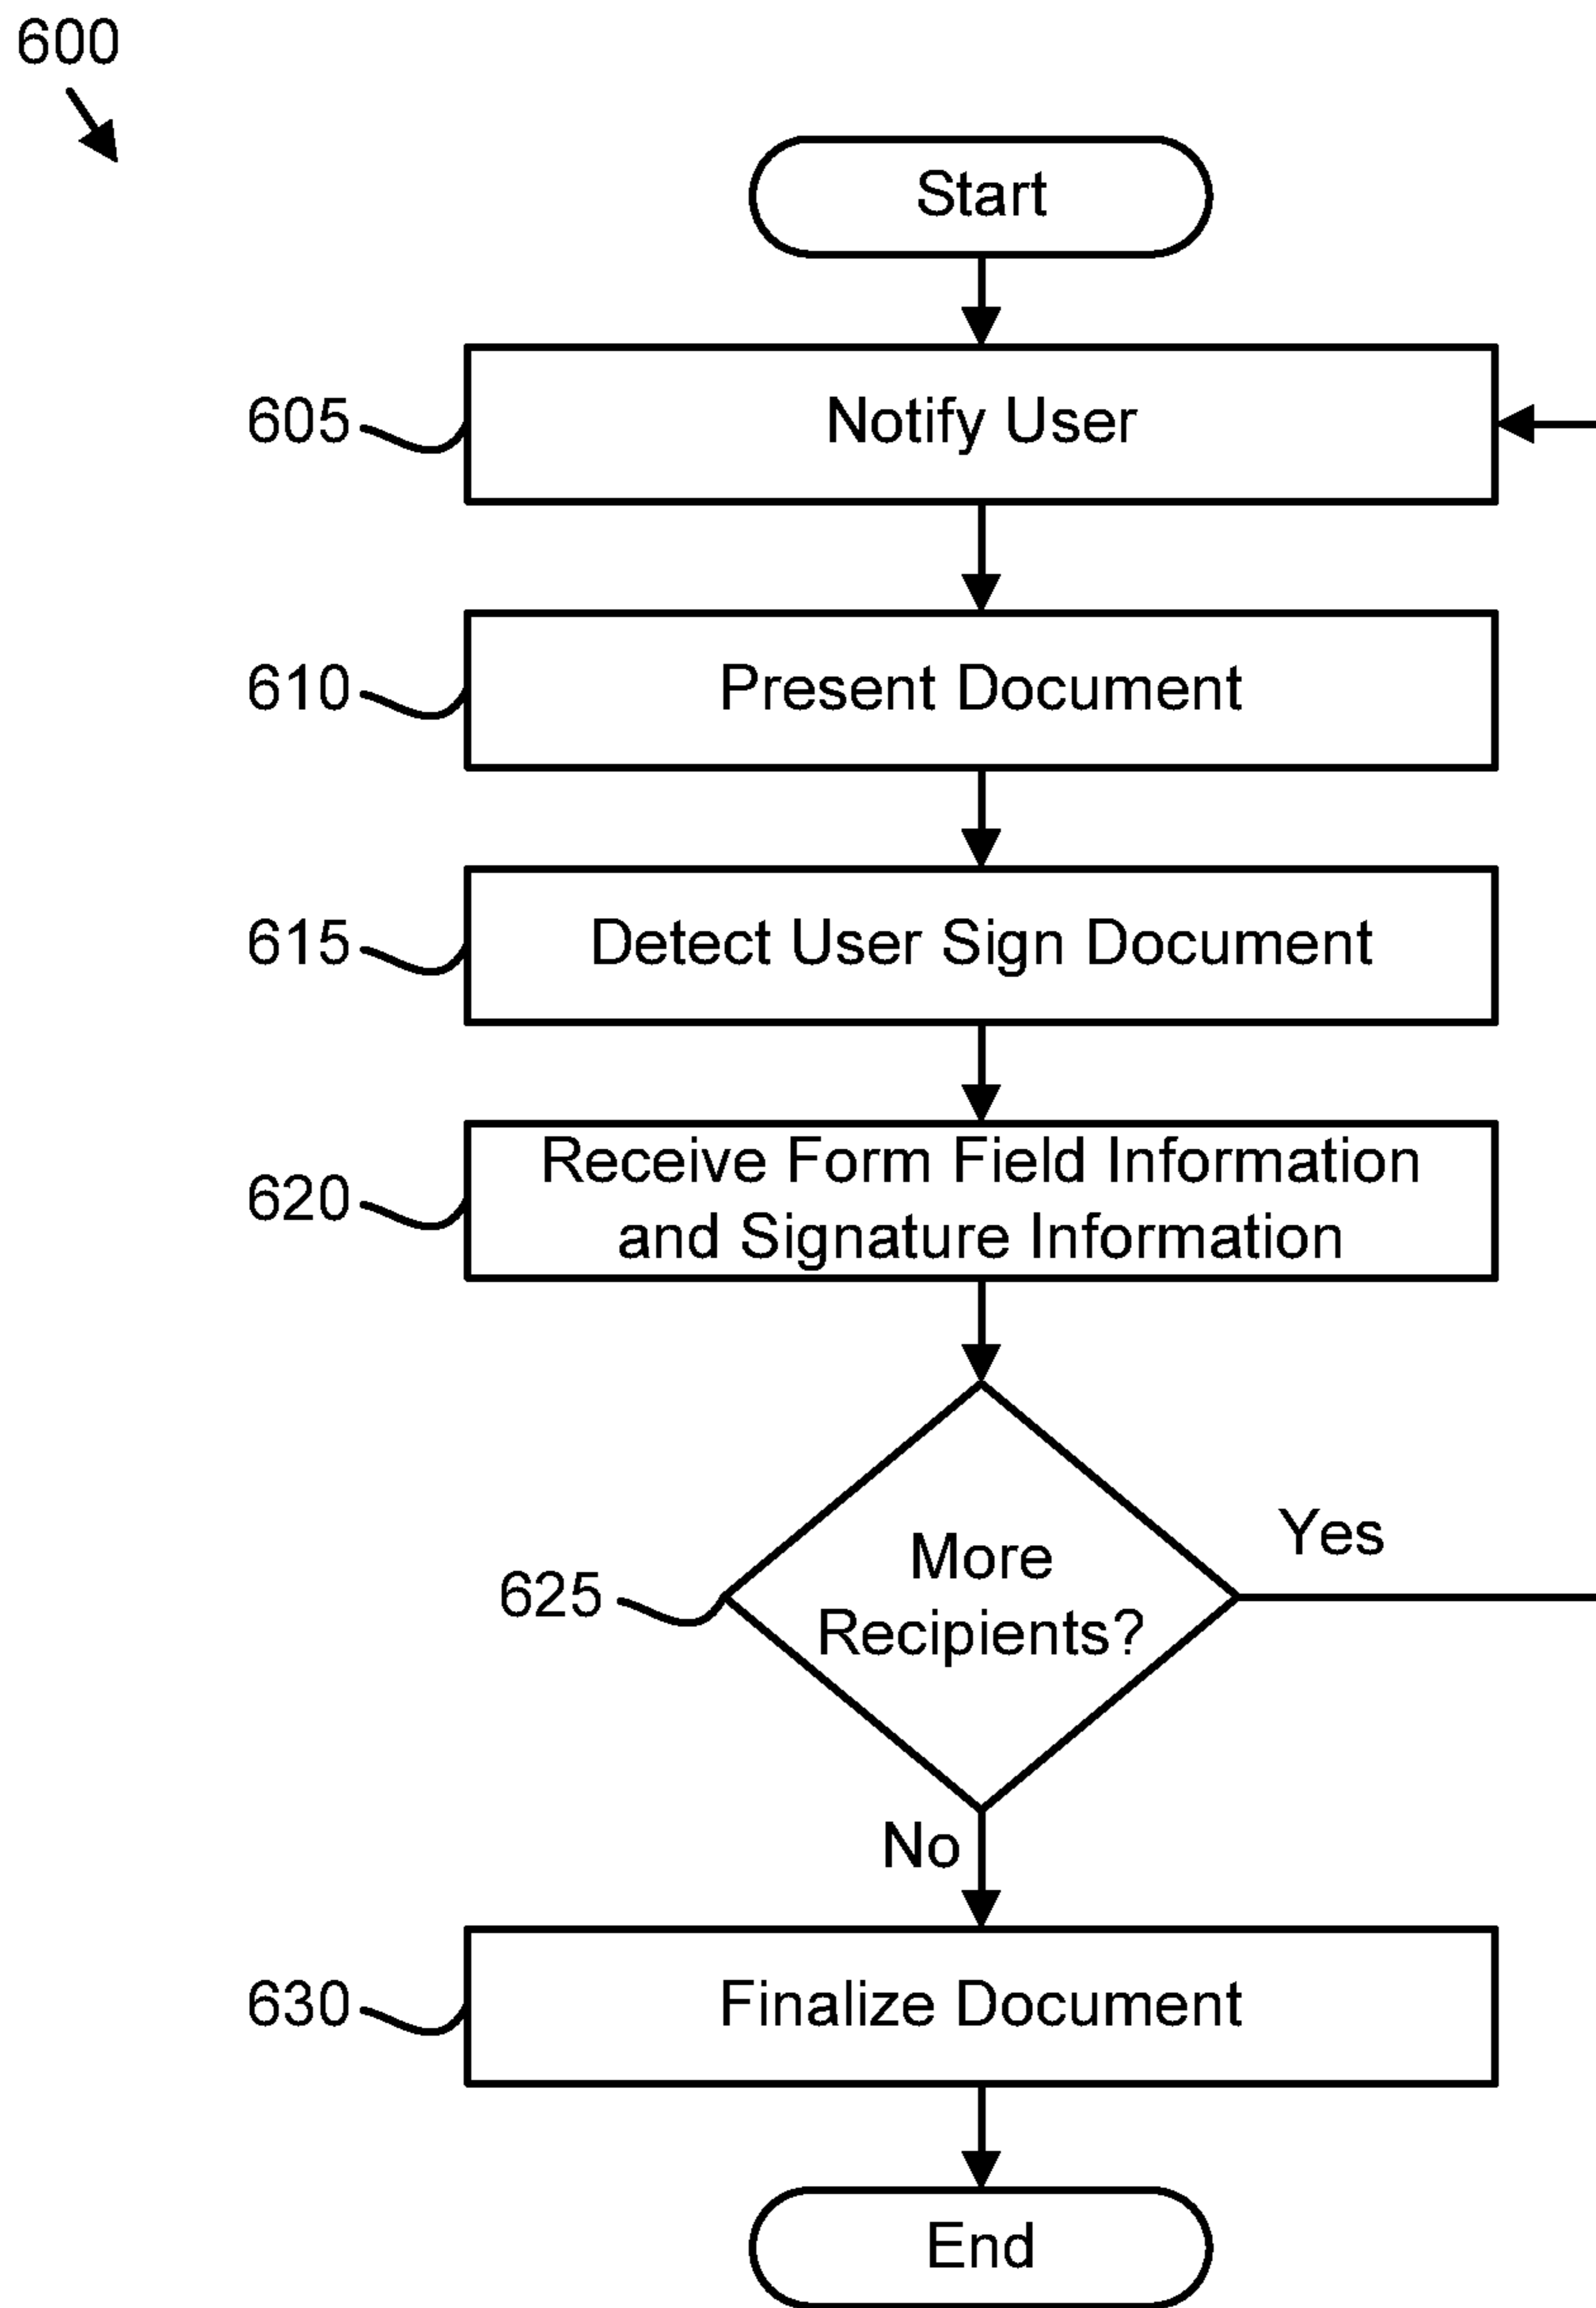 600
Start
605
Notify User
610
Present Document
615
Detect User Sign Document
620
Receive Form Field Information
and Signature Information
625
More
Recipients?
Yes
No
630
Finalize Document
End